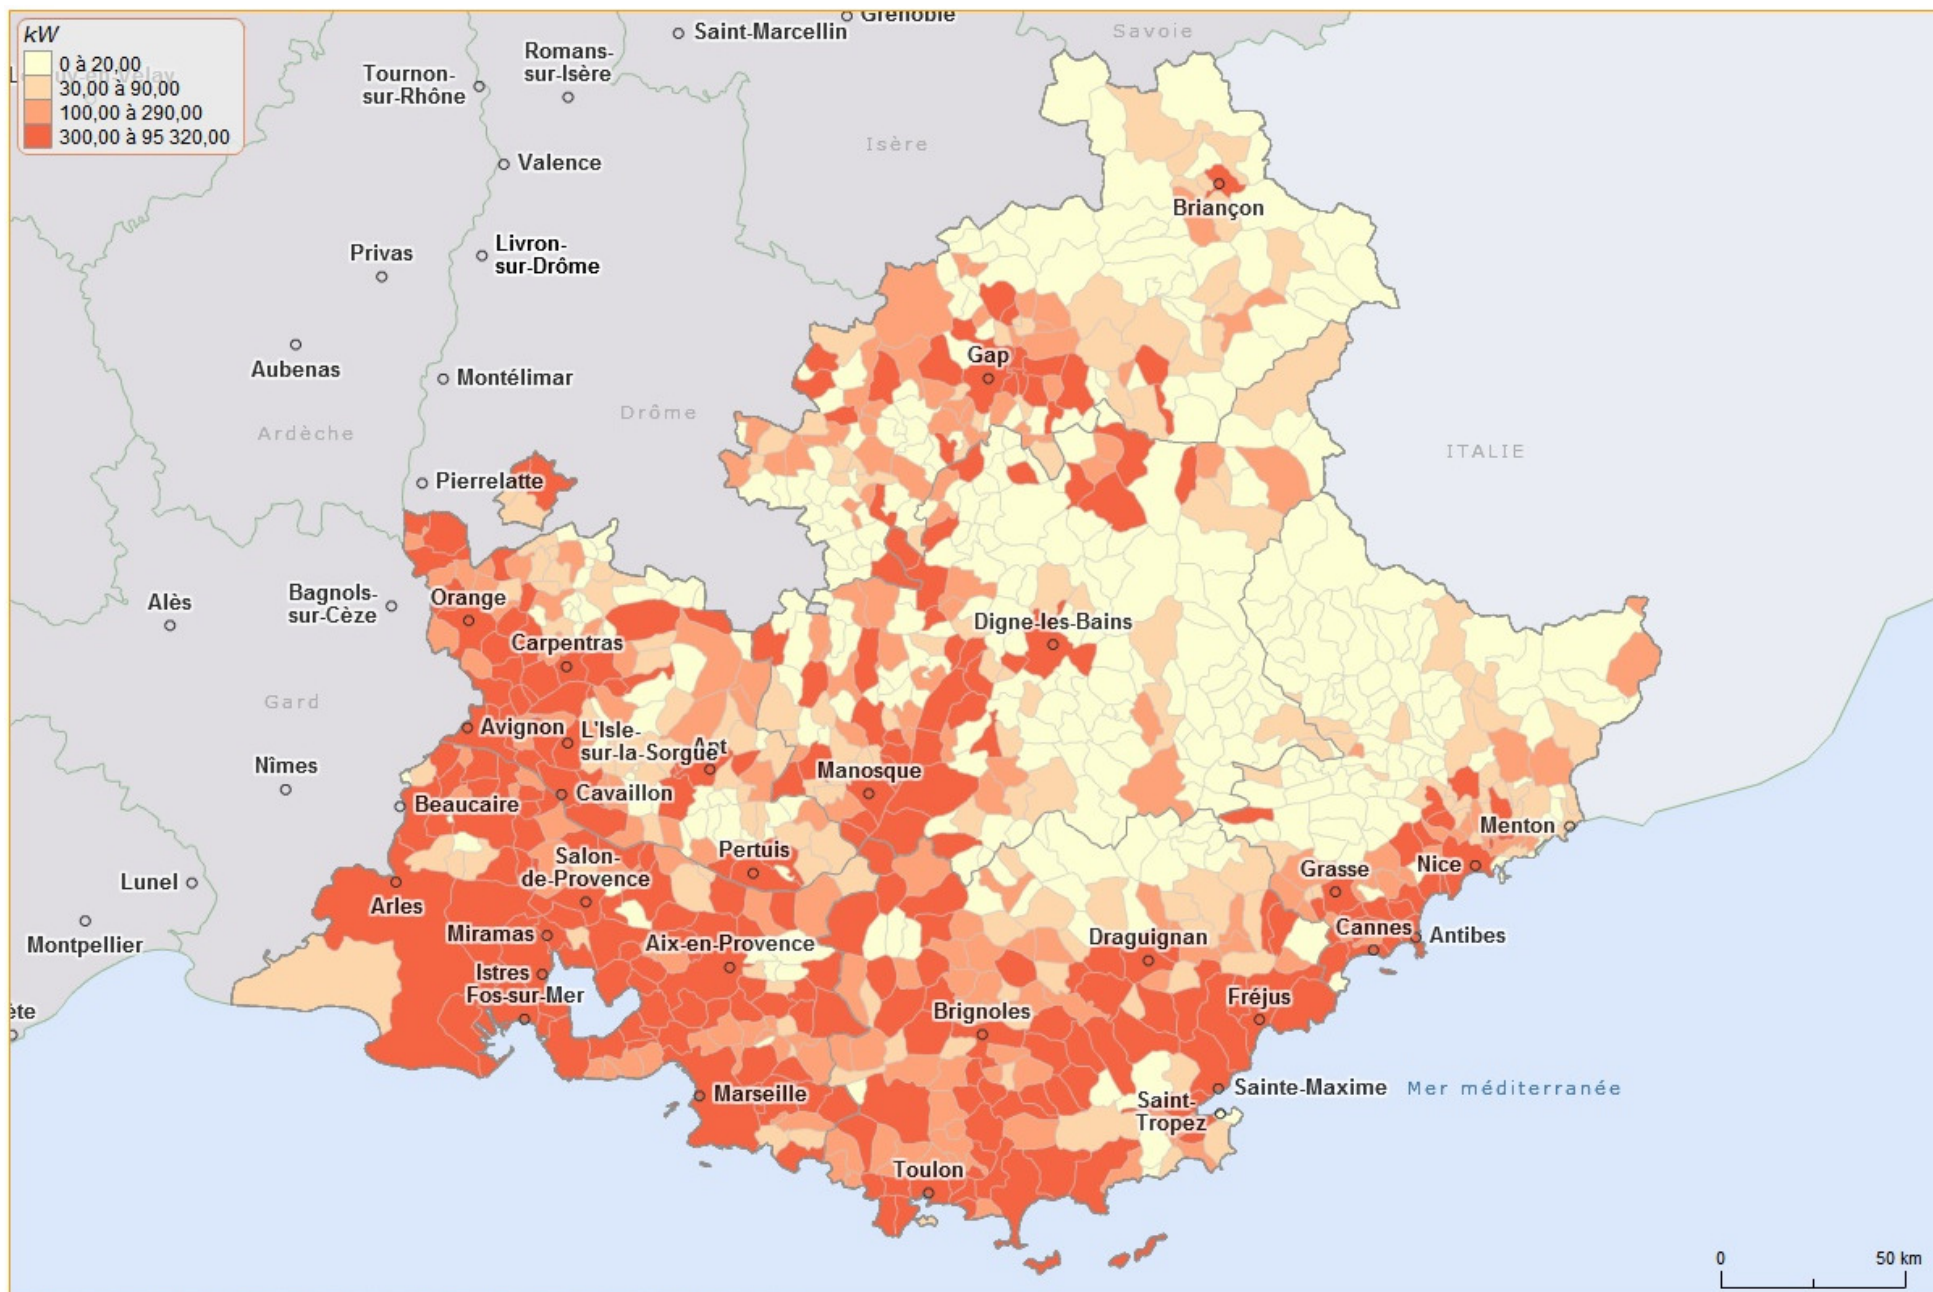 kW
0 à 20,00
30,00 à 90,00
100,00 à 290,00
300,00 à 95 320,00
Grenoble
Saint-Marcellin
Savoie
Romans-
sur-Isère
Tournon-
sur-Rhône
Isère
Valence
Briançon
Livron-
sur-Drôme
Privas
Aubenas
Gap
Montélimar
Drôme
Ardèche
ITALIE
Pierrelatte
Alès
Bagnols-
sur-Cèze
Orange
Carpentras
Digne-les-Bains
Gard
Avignon
L'Isle-
sur-la-Sorgue
Apt
Nîmes
Manosque
Cavaillon
Beaucaire
Menton
Pertuis
Salon-
de-Provence
Grasse
Nice
Lunel
Arles
Montpellier
Miramas
Aix-en-Provence
Draguignan
Cannes
Antibes
Istres
Fos-sur-Mer
Fréjus
Brignoles
ète
Marseille
Sainte-Maxime
Mer méditerranée
Saint-
Tropez
Toulon
0
50 km